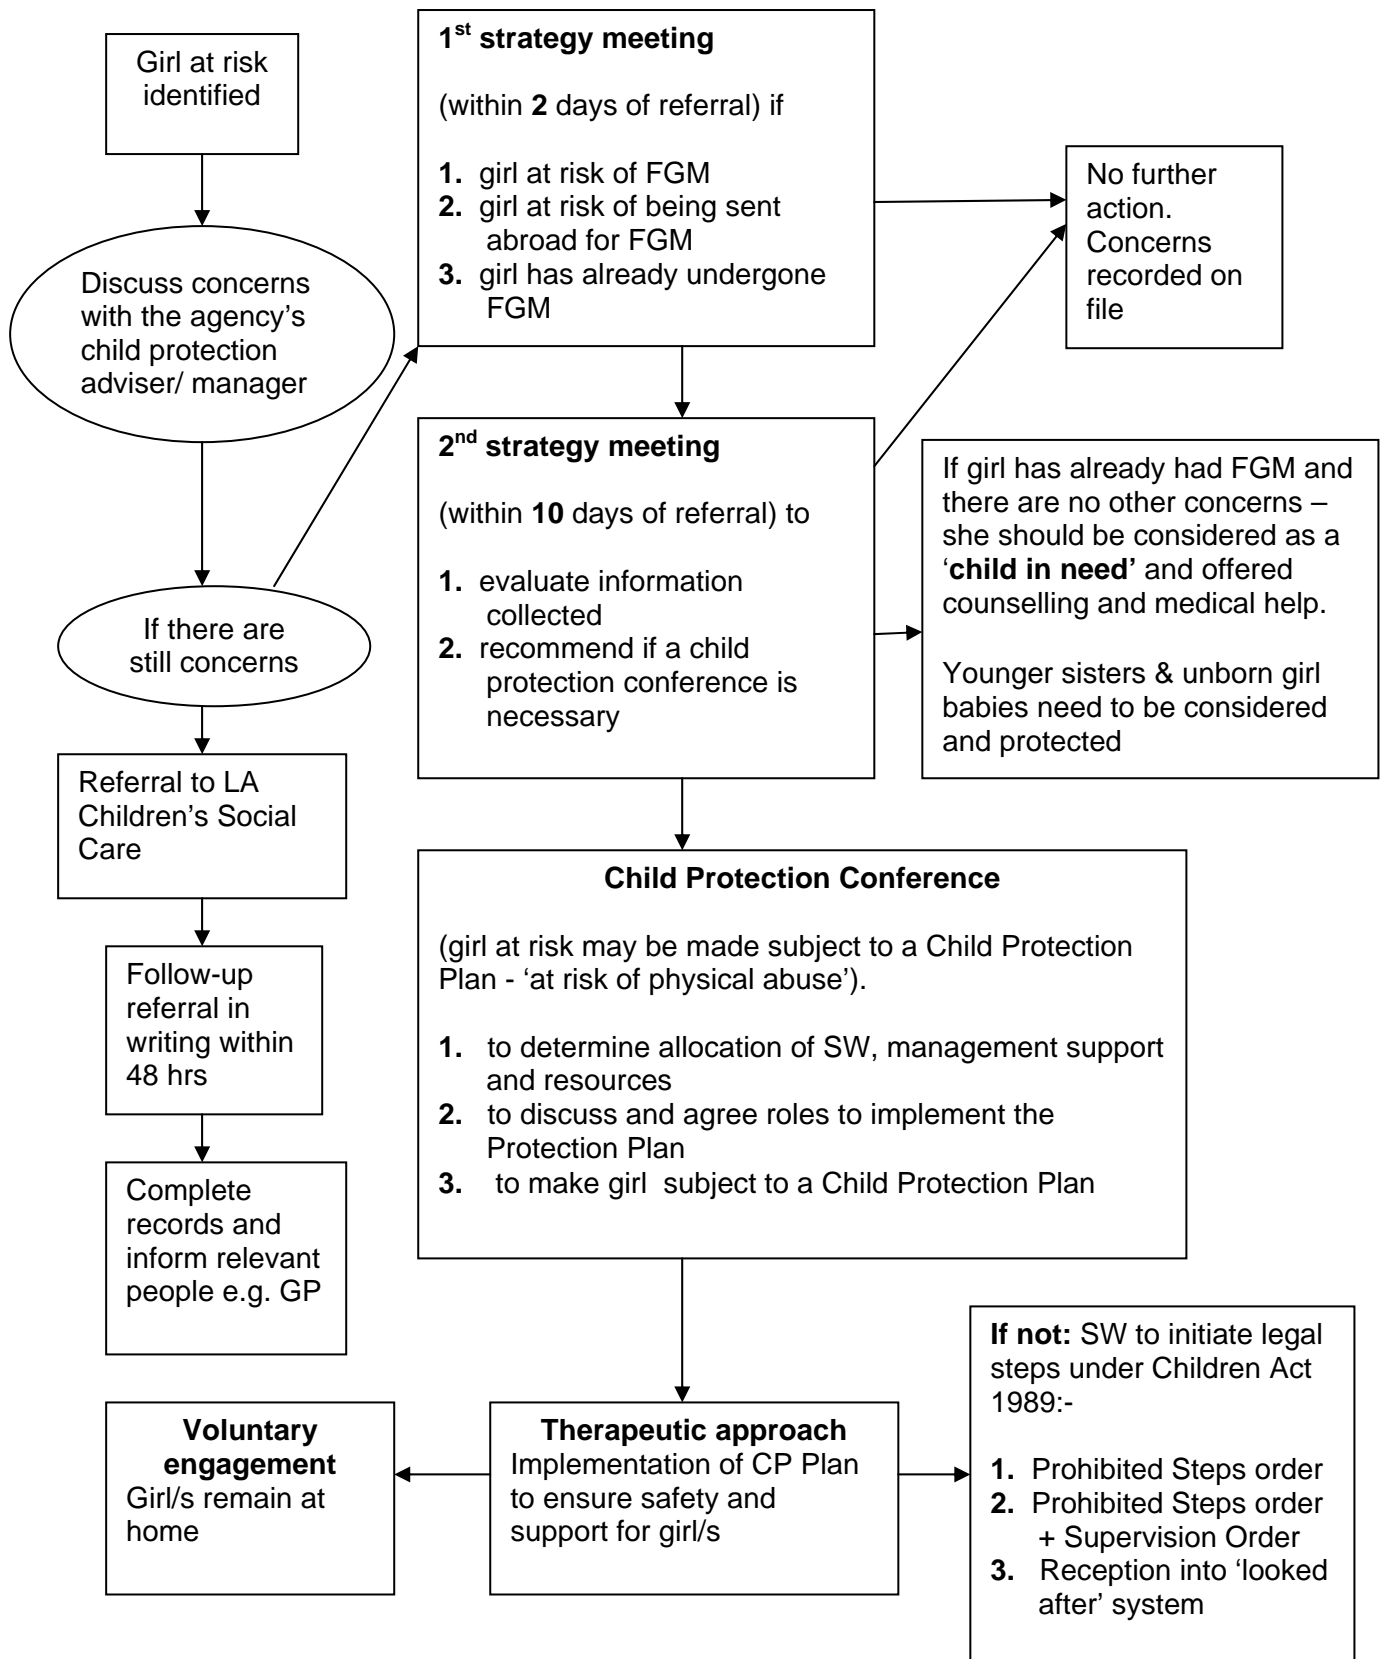 Girl at risk
identified
Discuss concerns
with the agency’s
child protection
adviser/ manager
If there are
still concerns
Referral to LA
Children’s Social
Care
Follow-up
referral in
writing within
48 hrs
Complete
records and
inform relevant
people e.g. GP
1st strategy meeting
(within 2 days of referral) if
1. girl at risk of FGM
2. girl at risk of being sent
abroad for FGM
3. girl has already undergone
FGM
No further
action.
Concerns
recorded on
file
2nd strategy meeting
(within 10 days of referral) to
1. evaluate information
collected
2. recommend if a child
protection conference is
necessary
If girl has already had FGM and
there are no other concerns –
she should be considered as a
‘child in need’ and offered
counselling and medical help.
Younger sisters & unborn girl
babies need to be considered
and protected
Child Protection Conference
(girl at risk may be made subject to a Child Protection
Plan - ‘at risk of physical abuse’).
1. to determine allocation of SW, management support
and resources
2. to discuss and agree roles to implement the
Protection Plan
3. to make girl subject to a Child Protection Plan
Voluntary
engagement
Girl/s remain at
home
Therapeutic approach
Implementation of CP Plan
to ensure safety and
support for girl/s
If not: SW to initiate legal
steps under Children Act
1989:-
1. Prohibited Steps order
2. Prohibited Steps order
+ Supervision Order
3. Reception into ‘looked
after’ system